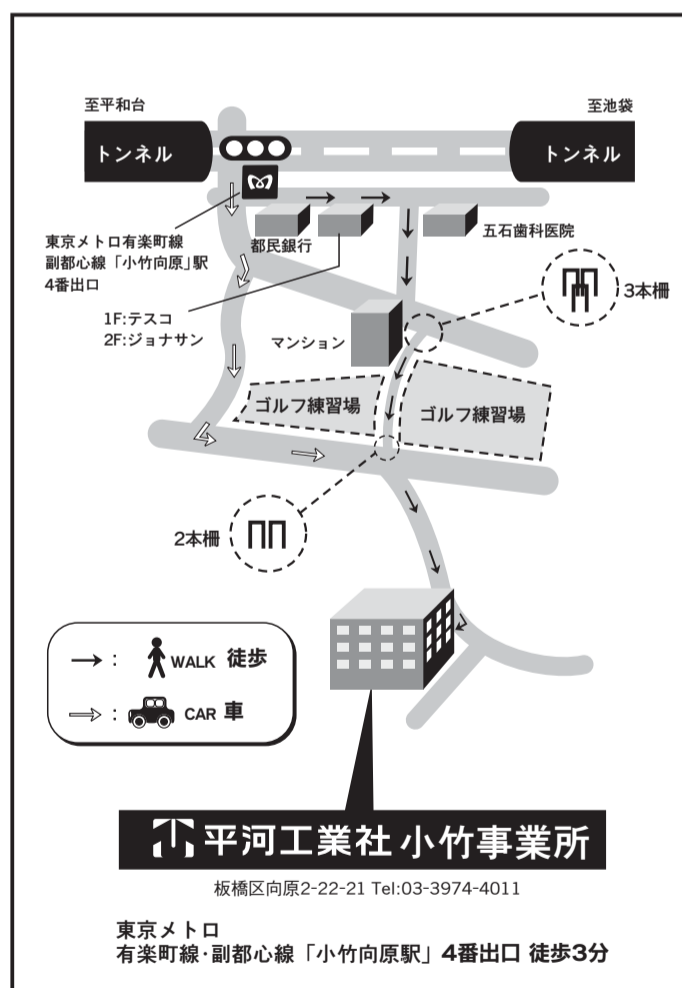 至平和台
至池袋
トンネル
トンネル
東京メトロ有楽町線
副都心線「小竹向原」駅
4番出口
都民銀行
五石歯科医院
1F:テスコ
2F:ジョナサン
マンション
3本柵
ゴルフ練習場
ゴルフ練習場
2本柵
→ : WALK 徒歩
⇨ : CAR 車
平河工業社 小竹事業所
板橋区向原2-22-21 Tel:03-3974-4011
東京メトロ
有楽町線·副都心線「小竹向原駅」4番出口 徒歩3分